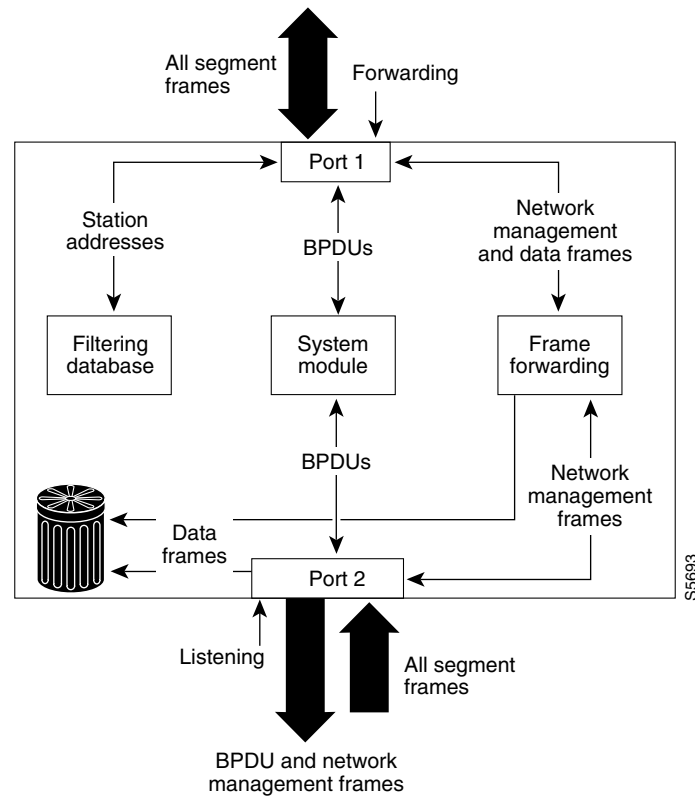 All segment
frames
Forwarding
Port 1
Station
addresses
BPDUs
Network
management
and data frames
Filtering
database
System
module
Frame
forwarding
BPDUs
Network
management
frames
Data
frames
Port 2
S5693
Listening
All segment
frames
BPDU and network
management frames